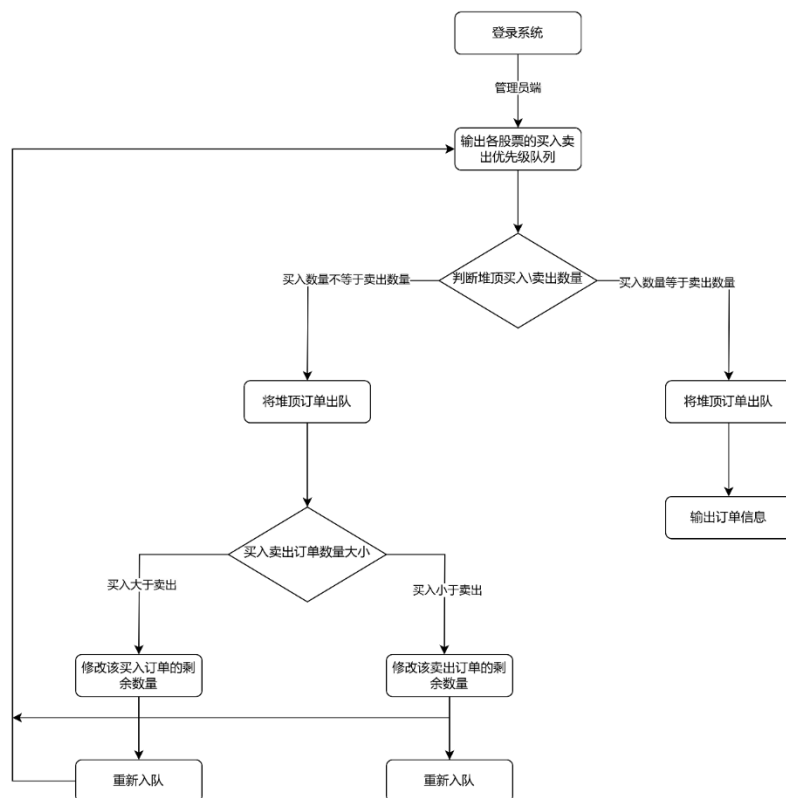 登录系统
管理员端
输出各股票的买入卖
出优先级队列
判断堆顶买入\卖出数量
买入数量不等于卖出数量
买入数量等于卖出数量
将堆顶订单出队
将堆顶订单出队
输出订单信息
买入卖出订单数量大小
买入大于卖出
买入小于卖出
修改该买入订单的剩
余数量
修改该卖出订单的剩
余数量
重新入队
重新入队